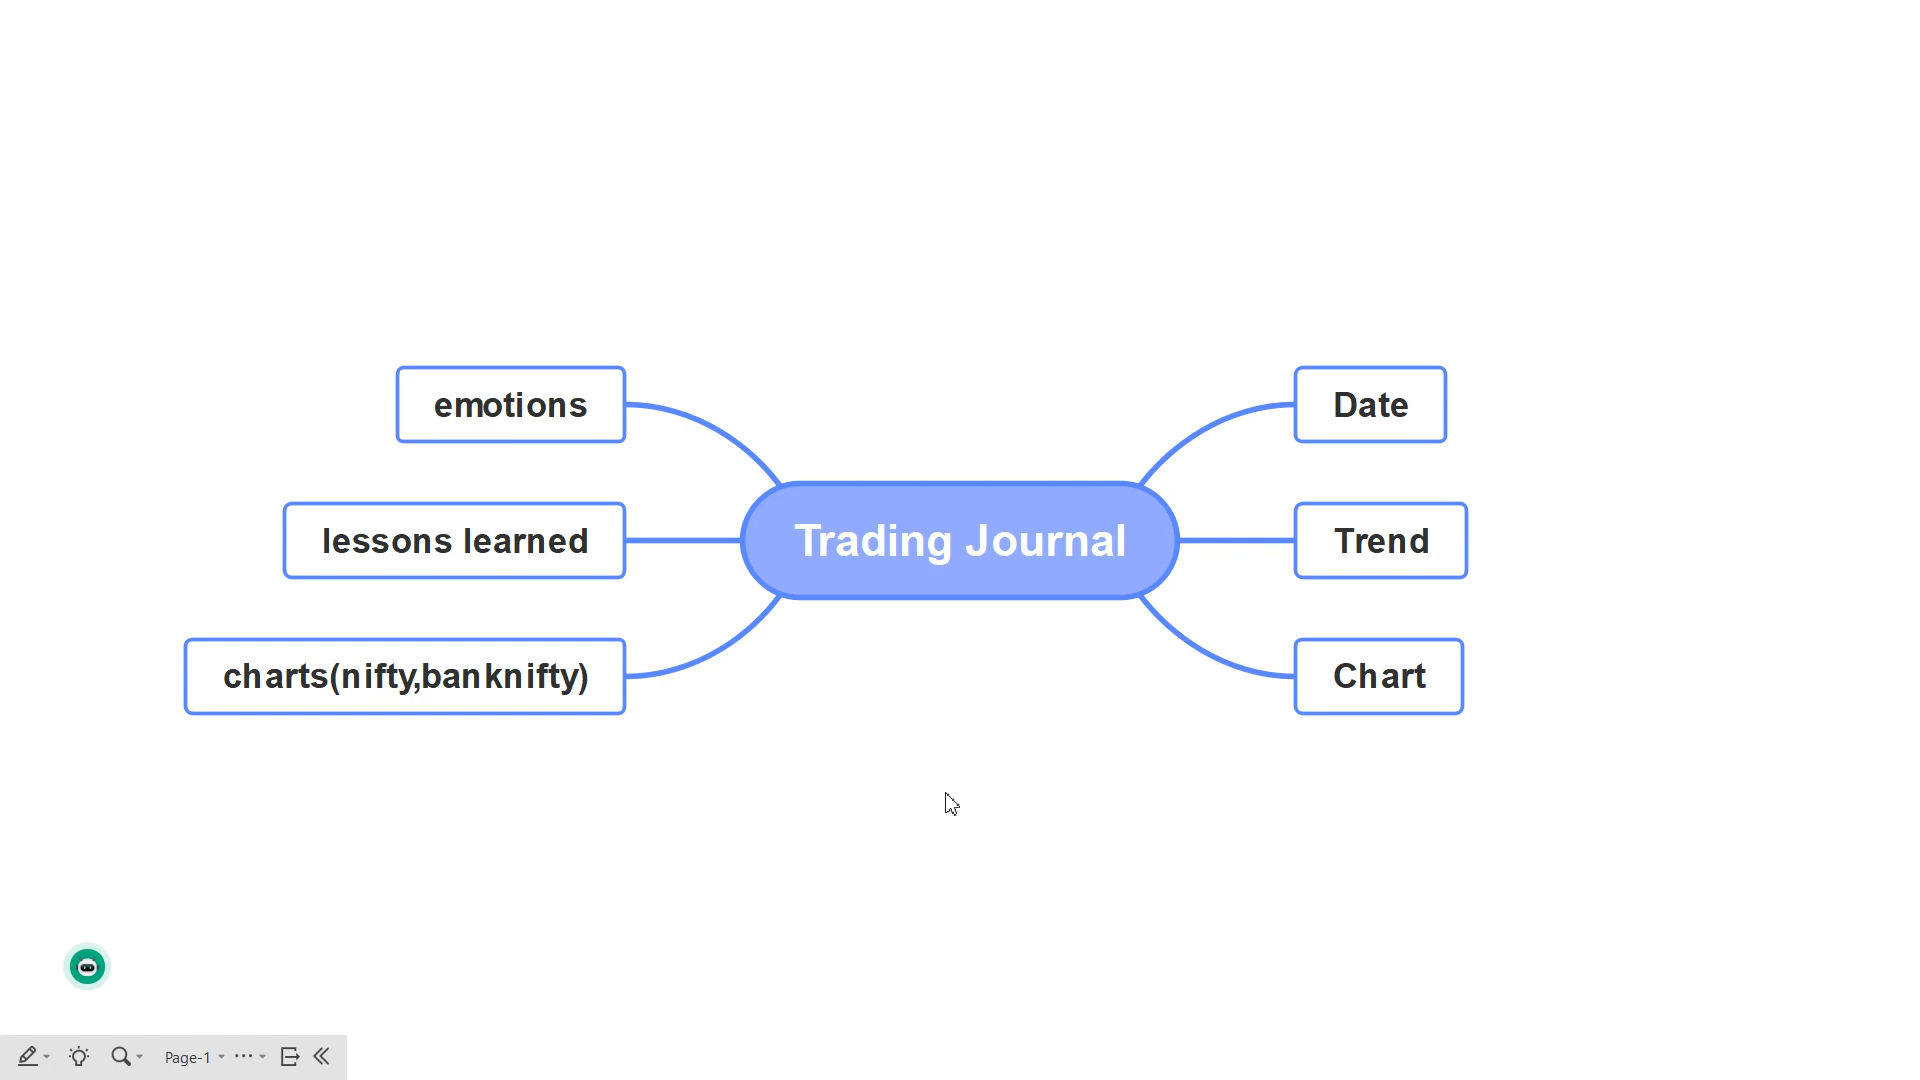 emotions
Date
Trading Journal
lessons learned
Trend
charts(nifty,banknifty)
Chart
Page-1